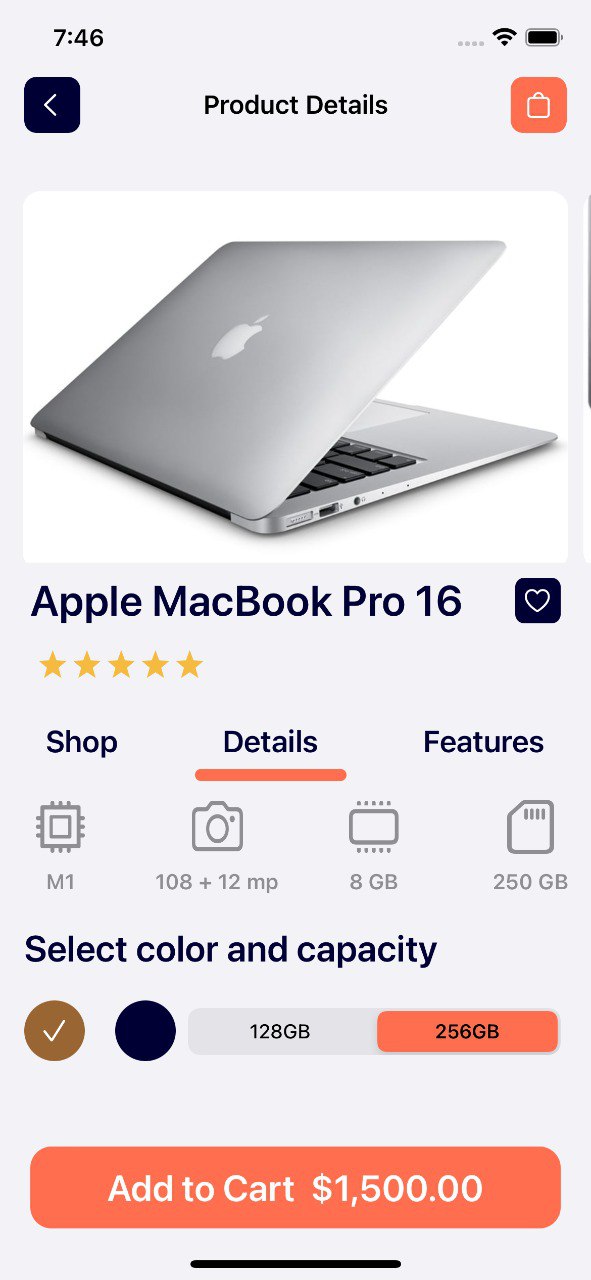 7:46
Product Details
Apple MacBook Pro 16
Shop Details Features
M1 108 + 12 mp 8 GB 250 GB
Select color and capacity
128GB 256GB
Add to Cart $1,500.00